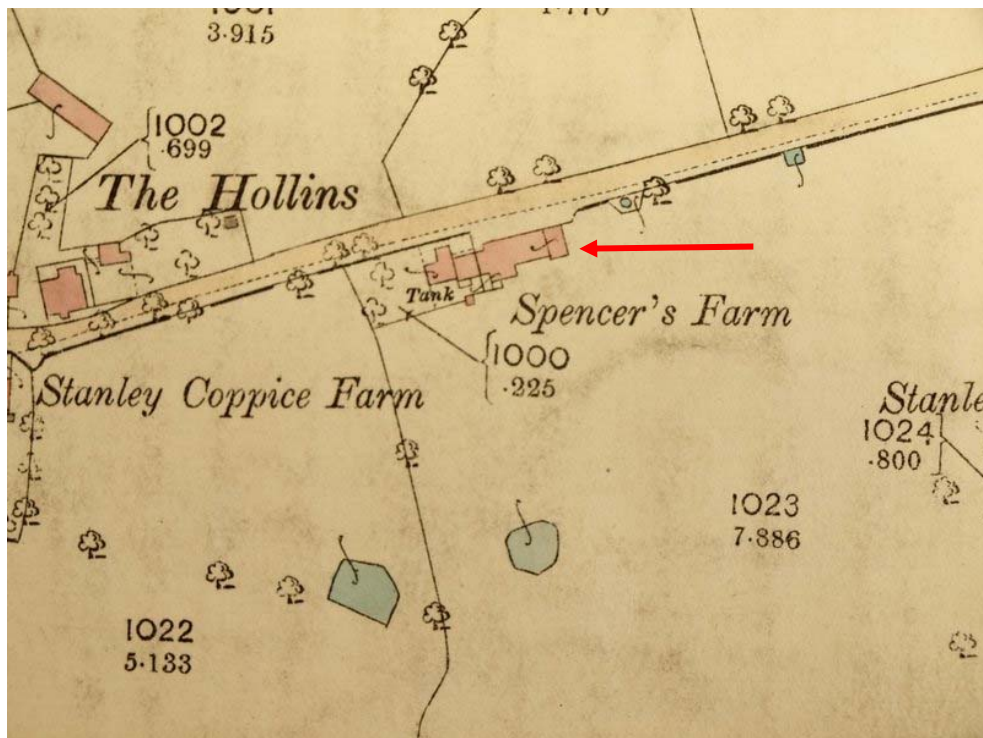 3.915
1002
.699
The Hollins
Tank
Spencer's Farm
1000
.225
Stanley Coppice Farm
Stanle
1024
.800
1023
7.886
1022
5.133